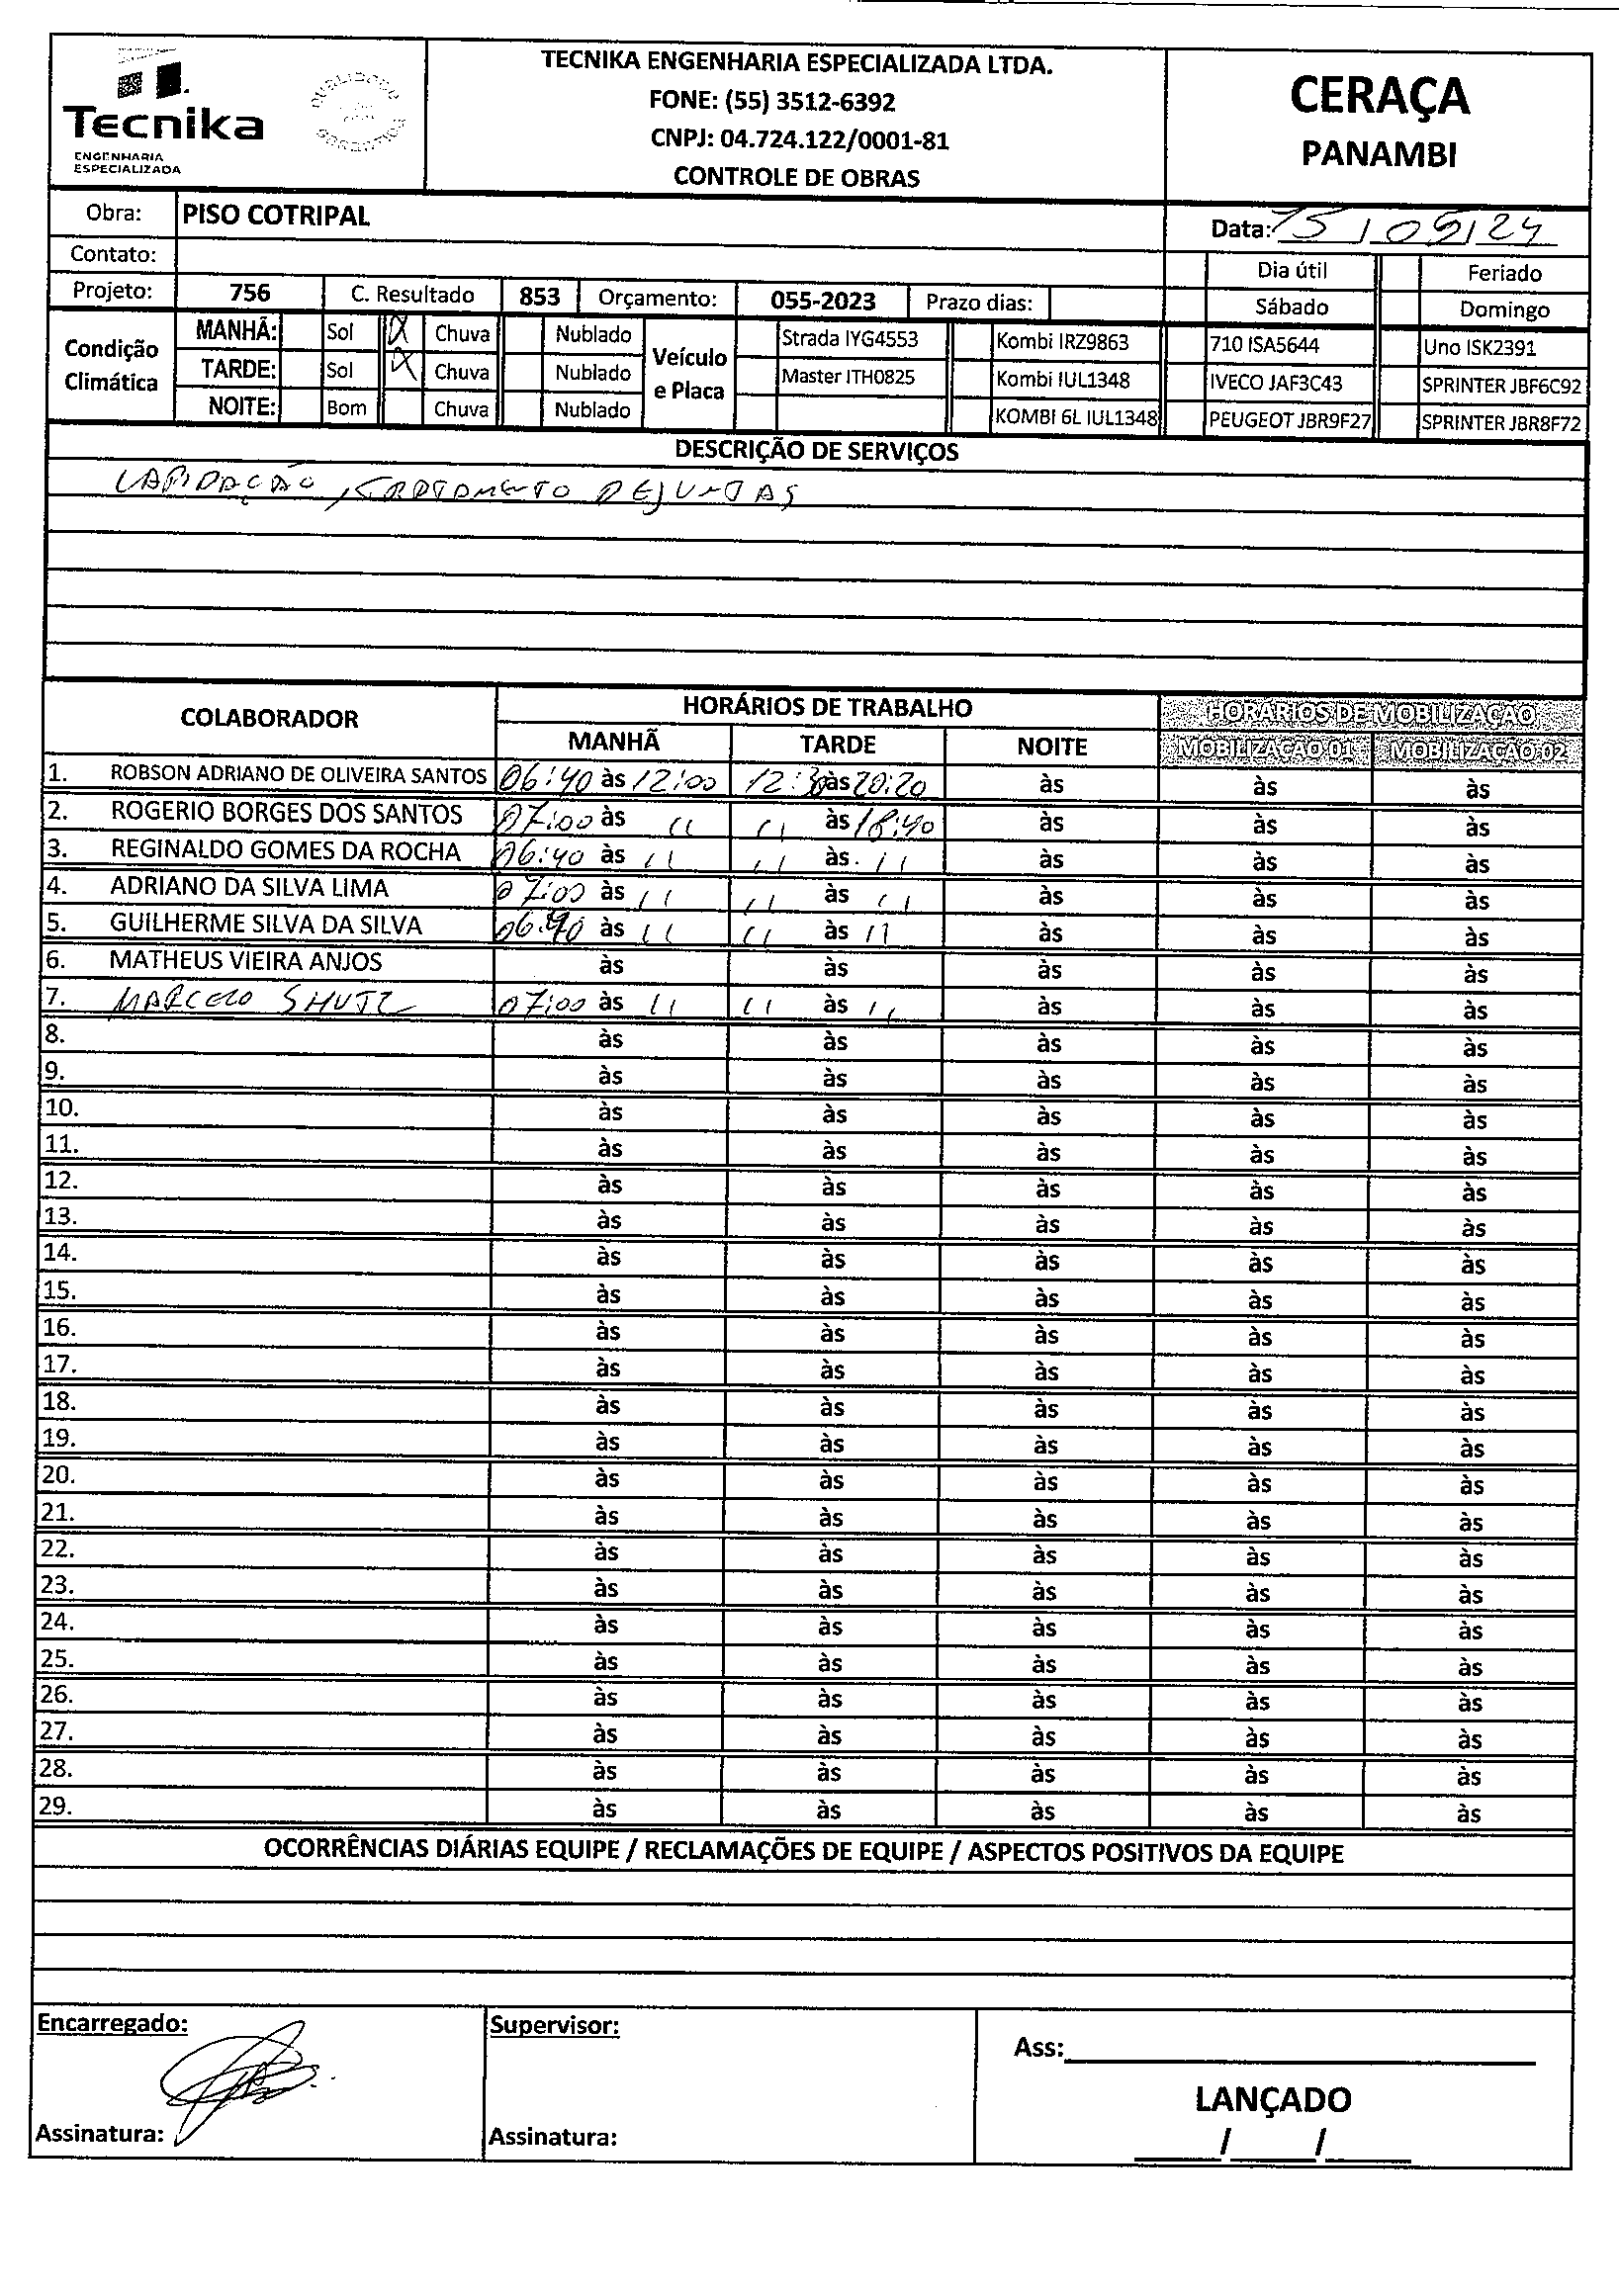 Tecnika
ENGENHARIA
ESPECIALIZADA
TECNIKA ENGENHARIA ESPECIALIZADA LTDA.
FONE: (55) 3512-6392
CNPJ: 04.724.122/0001-81
CONTROLE DE OBRAS
CERAÇA
PANAMBI
Obra: PISO COTRIPAL
Data: 15/05/24
Contato:
Dia útil Feriado
Projeto: 756 C. Resultado 853 Orçamento: 055-2023 Prazo dias:
Sábado Domingo
Condição Climática
MANHÃ: Sol X Chuva Nublado
TARDE: Sol X Chuva Nublado
NOITE: Bom Chuva Nublado
Veículo e Placa
Strada IYG4553 Kombi IRZ9863 710 ISA5644 Uno ISK2391
Master ITH0825 Kombi IUL1348 IVECO JAF3C43 SPRINTER JBF6C92
KOMBI 6L IUL1348 PEUGEOT JBR9F27 SPRINTER JBR8F72
DESCRIÇÃO DE SERVIÇOS
LAPIDAÇÃO, TRATAMENTO DE JUNTAS
COLABORADOR HORÁRIOS DE TRABALHO HORÁRIOS DE MOBILIZAÇÃO
MANHÃ TARDE NOITE MOBILIZAÇÃO 01 MOBILIZAÇÃO 02
1. ROBSON ADRIANO DE OLIVEIRA SANTOS 06:40 às 12:00 12:30 às 20:20 às às às
2. ROGERIO BORGES DOS SANTOS 07:00 às 11 11 às 18:40 às às às
3. REGINALDO GOMES DA ROCHA 06:40 às 11 11 às 11 às às às
4. ADRIANO DA SILVA LIMA 07:00 às 11 11 às 11 às às às
5. GUILHERME SILVA DA SILVA 06:40 às 11 11 às 11 às às às
6. MATHEUS VIEIRA ANJOS às às às às às
7. MARCELO SHUTZ 07:00 às 11 11 às 11 às às às
8. às às às às às
9. às às às às às
10. às às às às às
11. às às às às às
12. às às às às às
13. às às às às às
14. às às às às às
15. às às às às às
16. às às às às às
17. às às às às às
18. às às às às às
19. às às às às às
20. às às às às às
21. às às às às às
22. às às às às às
23. às às às às às
24. às às às às às
25. às às às às às
26. às às às às às
27. às às às às às
28. às às às às às
29. às às às às às
OCORRÊNCIAS DIÁRIAS EQUIPE / RECLAMAÇÕES DE EQUIPE / ASPECTOS POSITIVOS DA EQUIPE
Encarregado: Supervisor:
Ass:
LANÇADO
Assinatura: Assinatura:
/ /